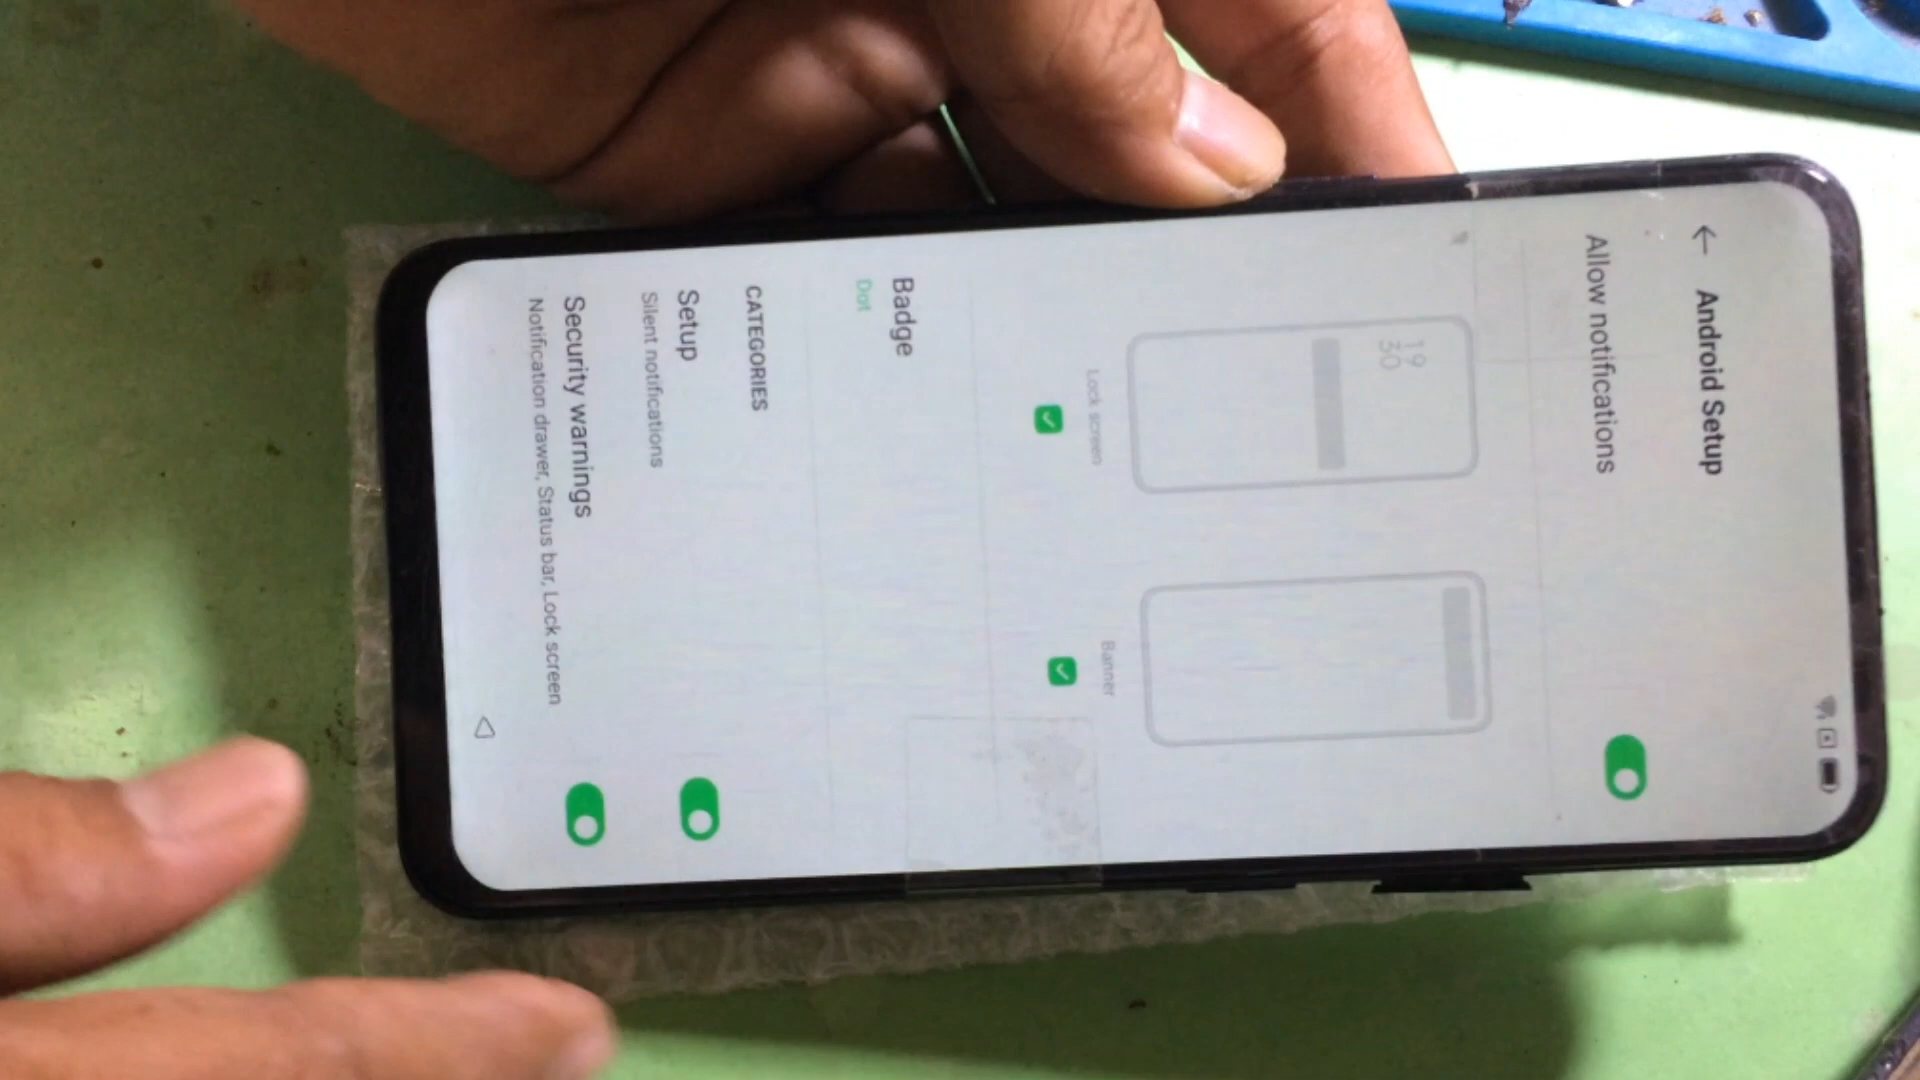 Android Setup
Allow notifications
19
30
Lock screen
Banner
Badge
Dot
CATEGORIES
Setup
Silent notifications
Security warnings
Notification drawer, Status bar, Lock screen